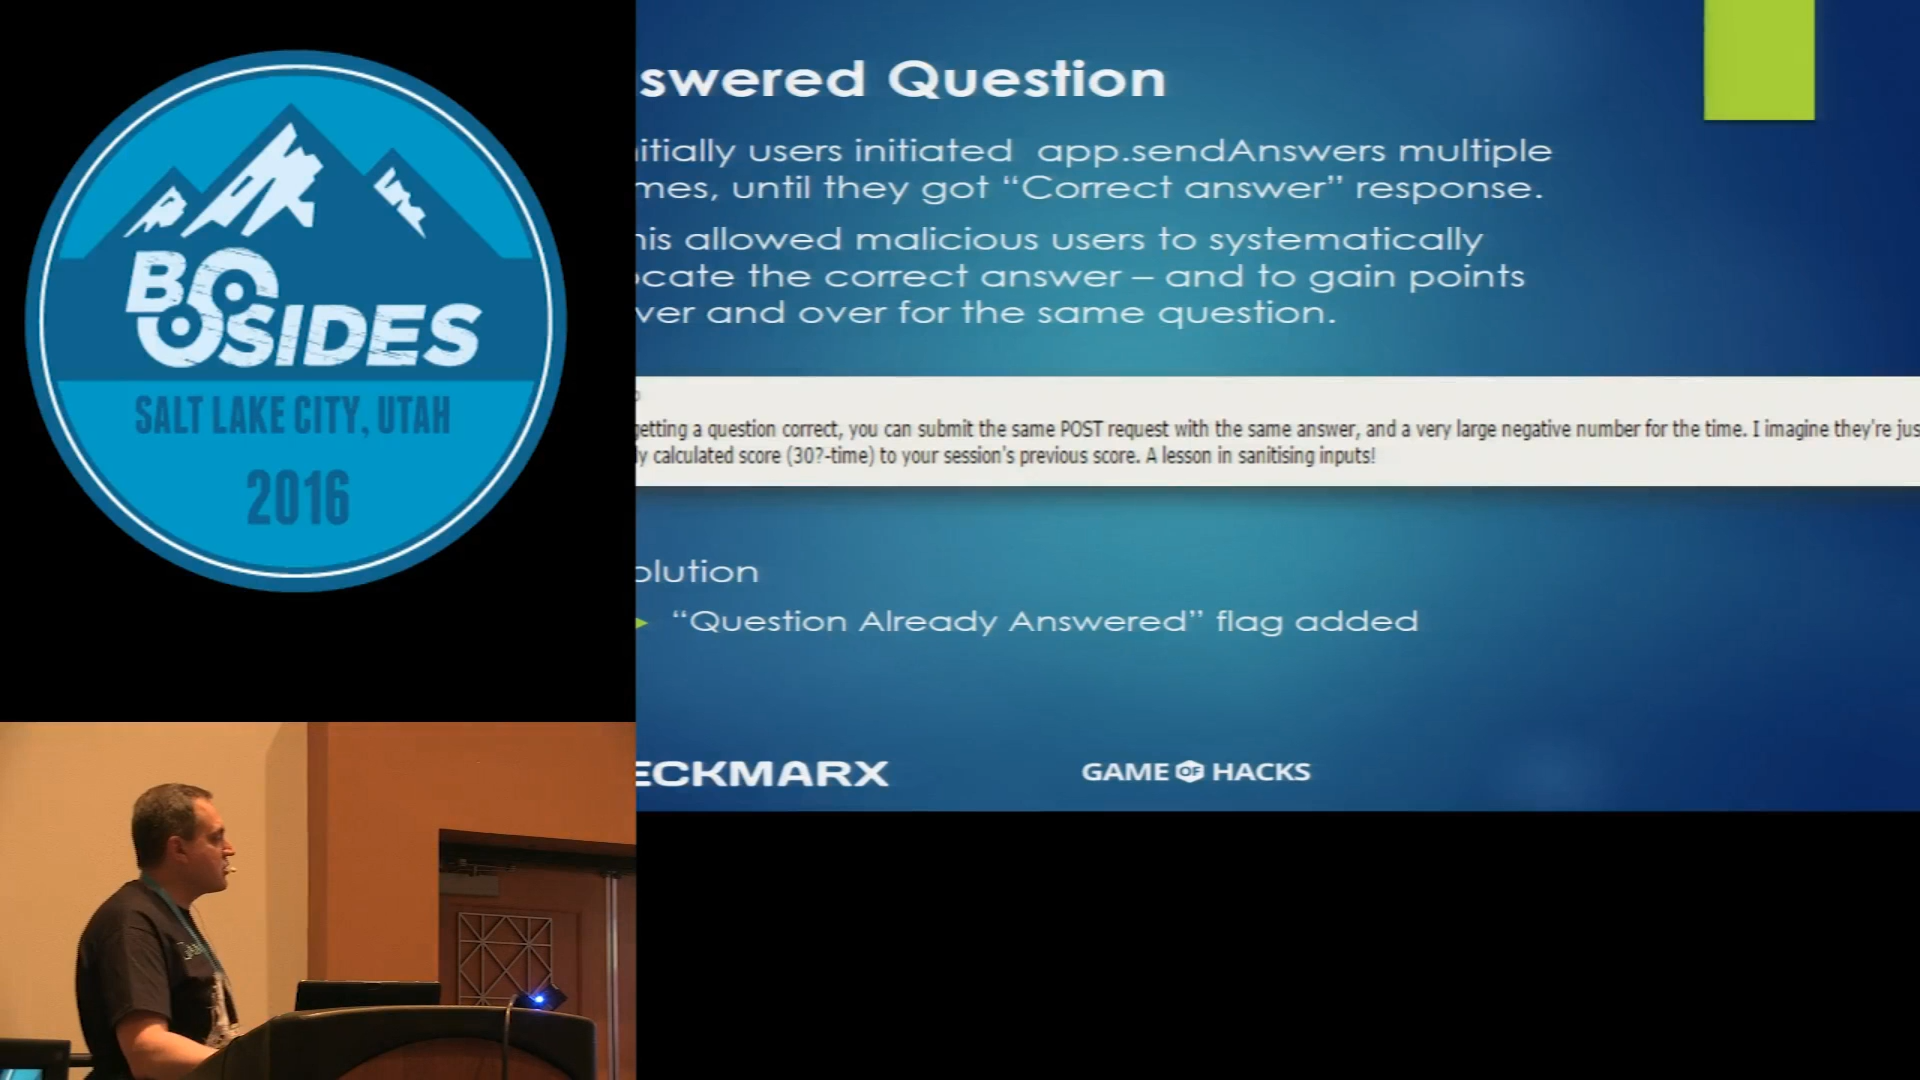 BSIDES
SALT LAKE CITY, UTAH
2016
swered Question
itially users initiated app.sendAnswers multiple
mes, until they got “Correct answer” response.
his allowed malicious users to systematically
ocate the correct answer – and to gain points
ver and over for the same question.
getting a question correct, you can submit the same POST request with the same answer, and a very large negative number for the time. I imagine they're jus
ly calculated score (30?-time) to your session's previous score. A lesson in sanitising inputs!
olution
“Question Already Answered” flag added
ECKMARX
GAME OF HACKS